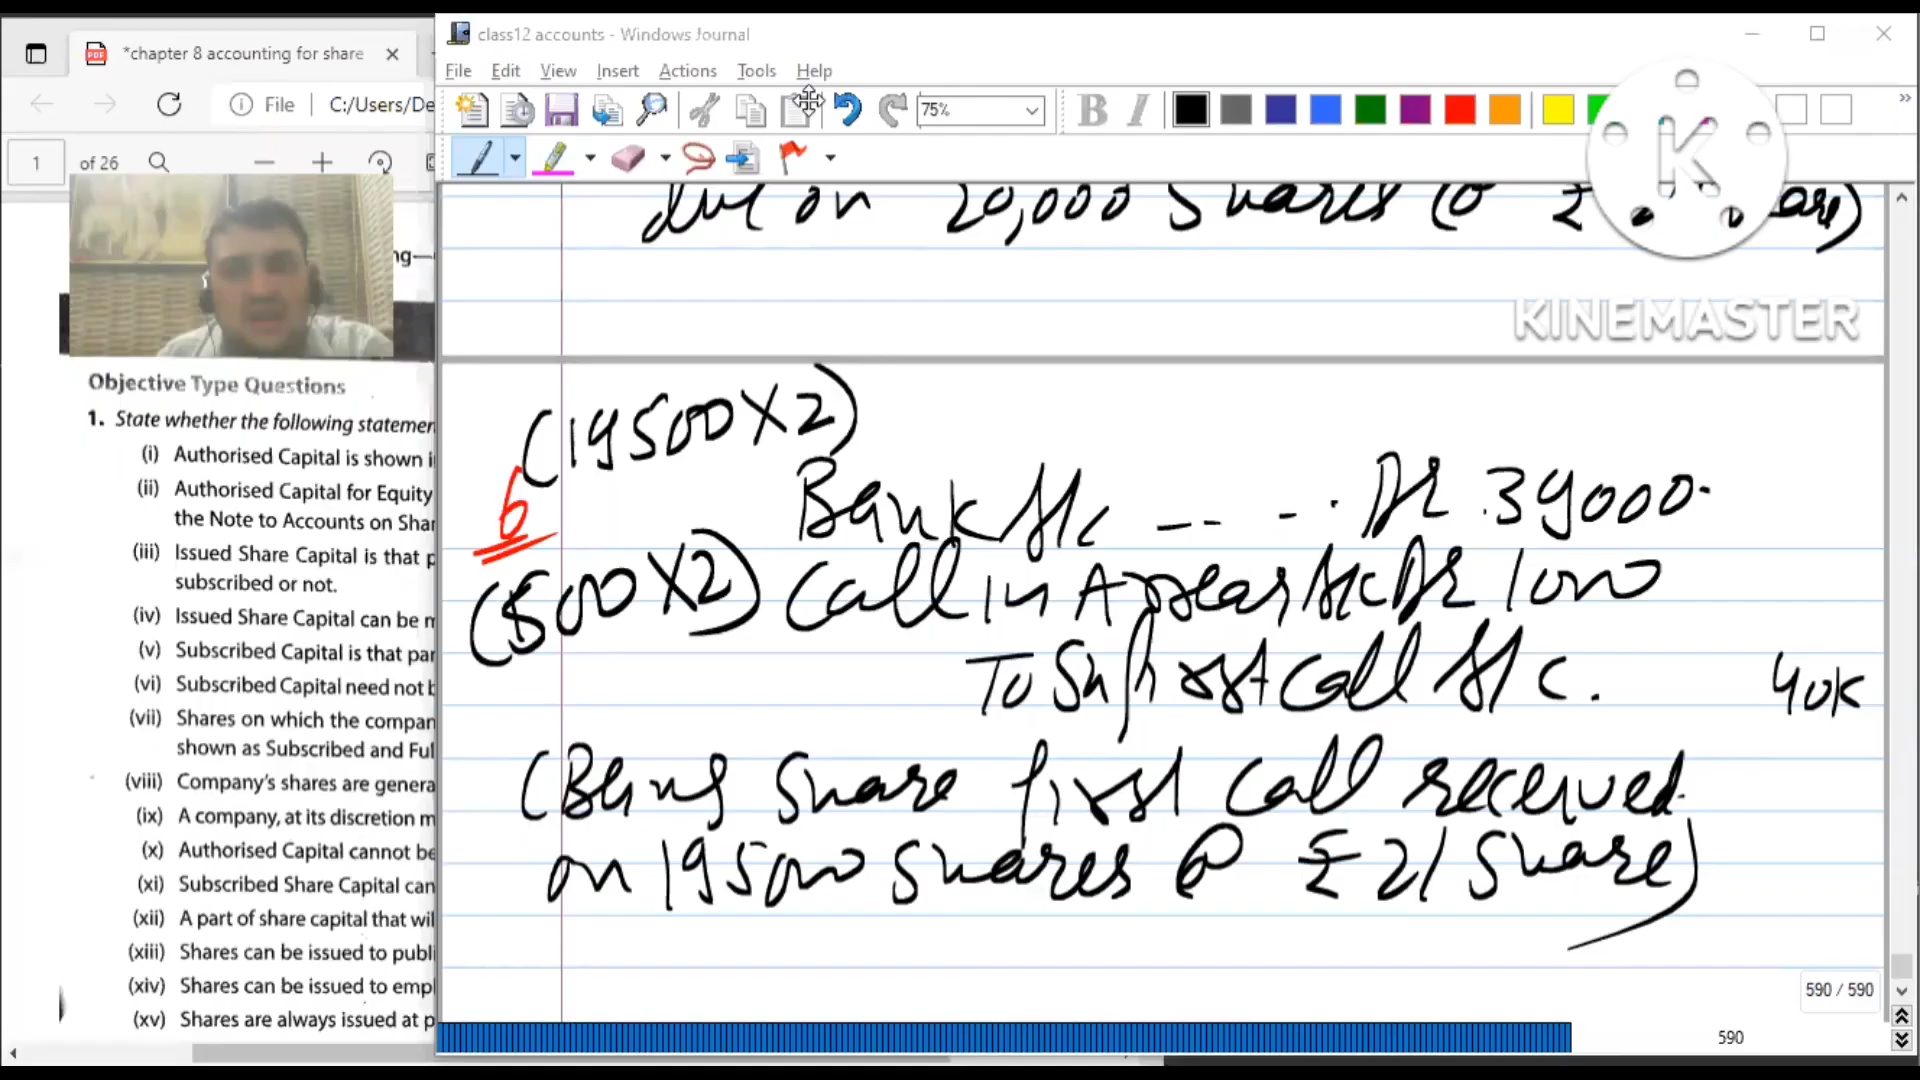 *chapter 8 accounting for share
File C:/Users/De
1 of 26
Objective Type Questions
1. State whether the following statemen
(i) Authorised Capital is shown i
(ii) Authorised Capital for Equity
the Note to Accounts on Shar
(iii) Issued Share Capital is that p
subscribed or not.
(iv) Issued Share Capital can be m
(v) Subscribed Capital is that par
(vi) Subscribed Capital need not b
(vii) Shares on which the compan
shown as Subscribed and Ful
(viii) Company's shares are genera
(ix) A company, at its discretion m
(x) Authorised Capital cannot be
(xi) Subscribed Share Capital can
(xii) A part of share capital that wil
(xiii) Shares can be issued to publi
(xiv) Shares can be issued to empl
(xv) Shares are always issued at p
class12 accounts - Windows Journal
File Edit View Insert Actions Tools Help
75% B I
K
KINEMASTER
due on 20,000 Shares (@ ₹
(19500X2)
6 Bank A/c -- -.. Dr. 39000.
(500X2) Call in Arrear A/c Dr 1000
To Sh first call A/c. 40K
(Being Share first call received
on 19500 Shares @ ₹ 2/ Share)
590 / 590
590